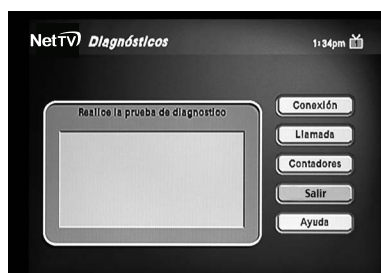 NetTV Diagnósticos
1:34pm
Realice la prueba de diagnostico
Conexión
Llamada
Contadores
Salir
Ayuda